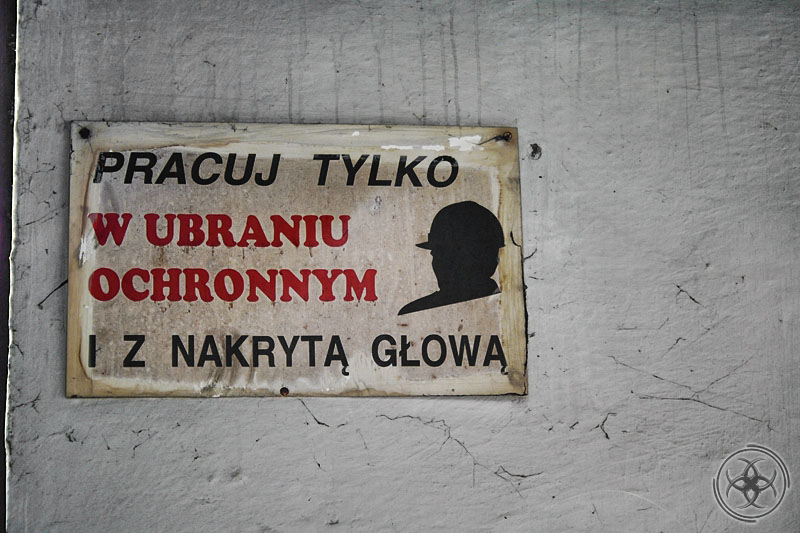 PRACUJ TYLKO
W UBRANIU
OCHRONNYM
I Z NAKRYTĄ GŁOWĄ